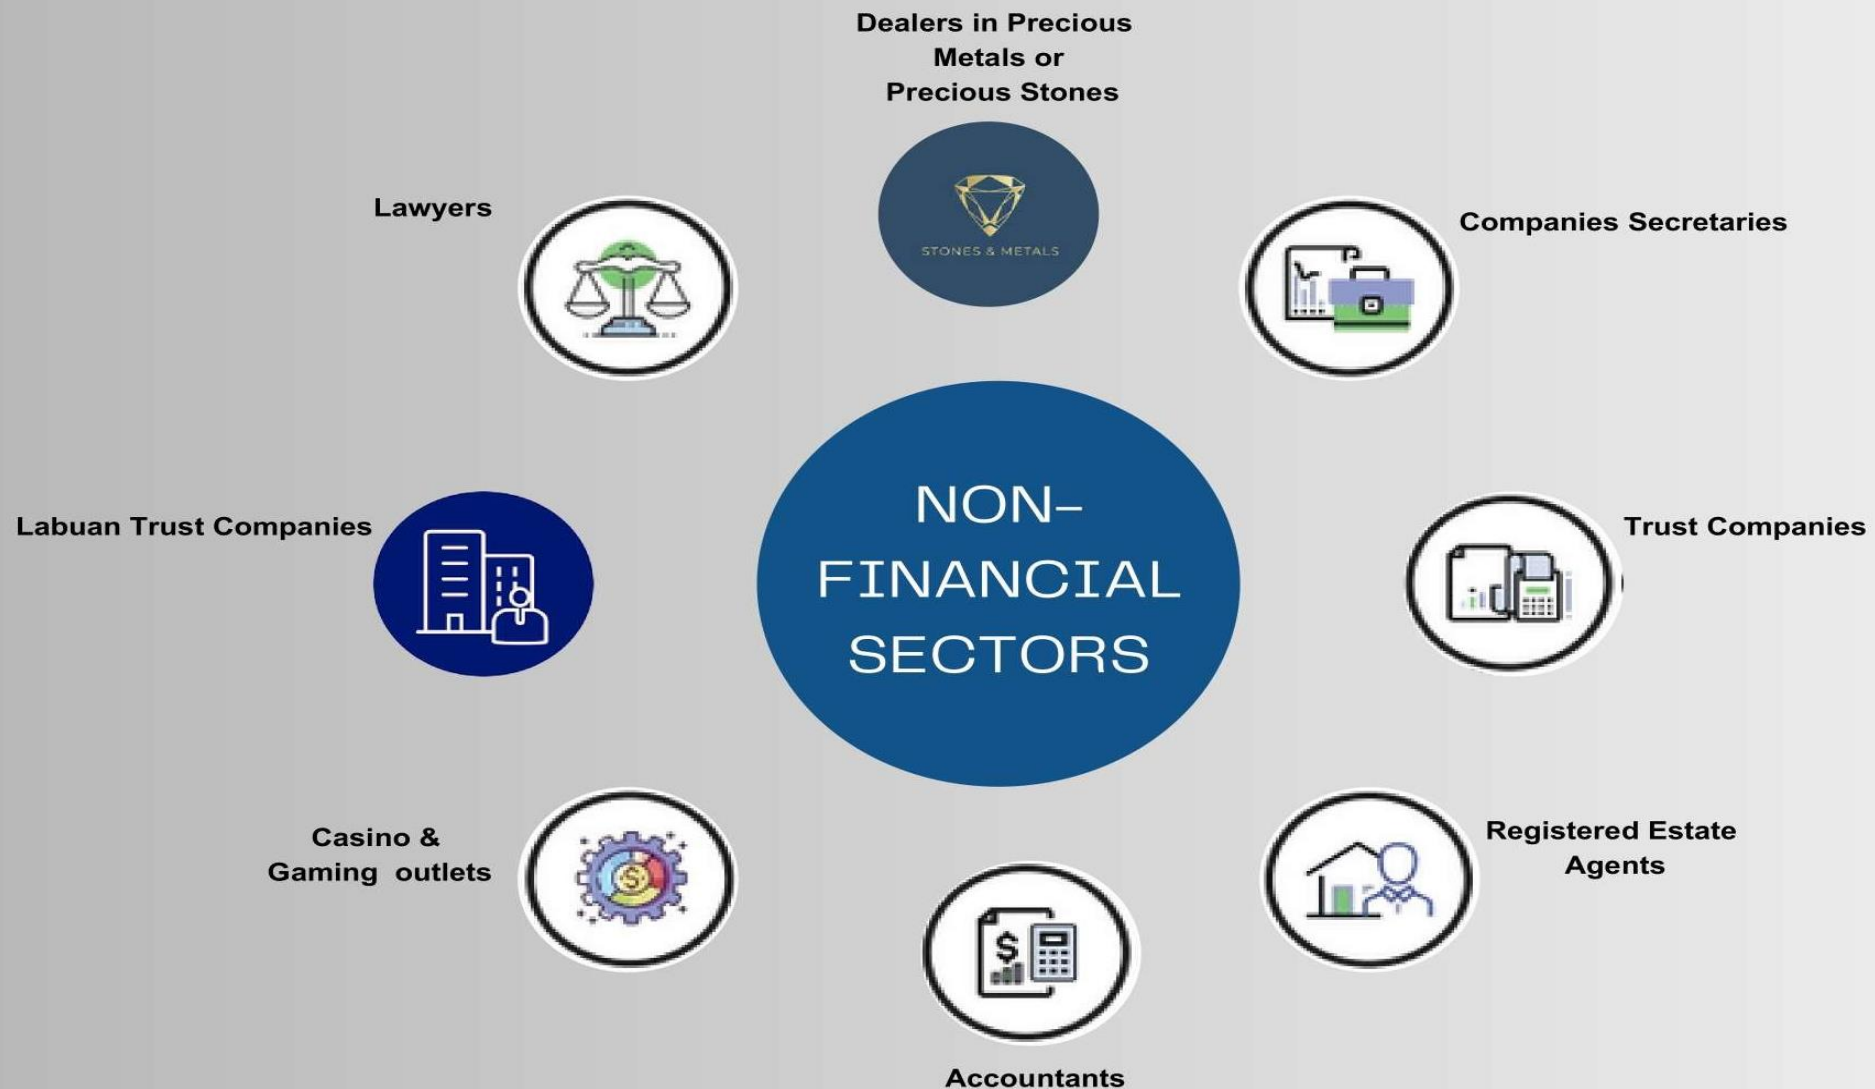 Dealers in Precious
Metals or
Precious Stones
STONES & METALS
Lawyers
Companies Secretaries
Labuan Trust Companies
NON-
FINANCIAL
SECTORS
Trust Companies
Casino &
Gaming outlets
Registered Estate
Agents
Accountants